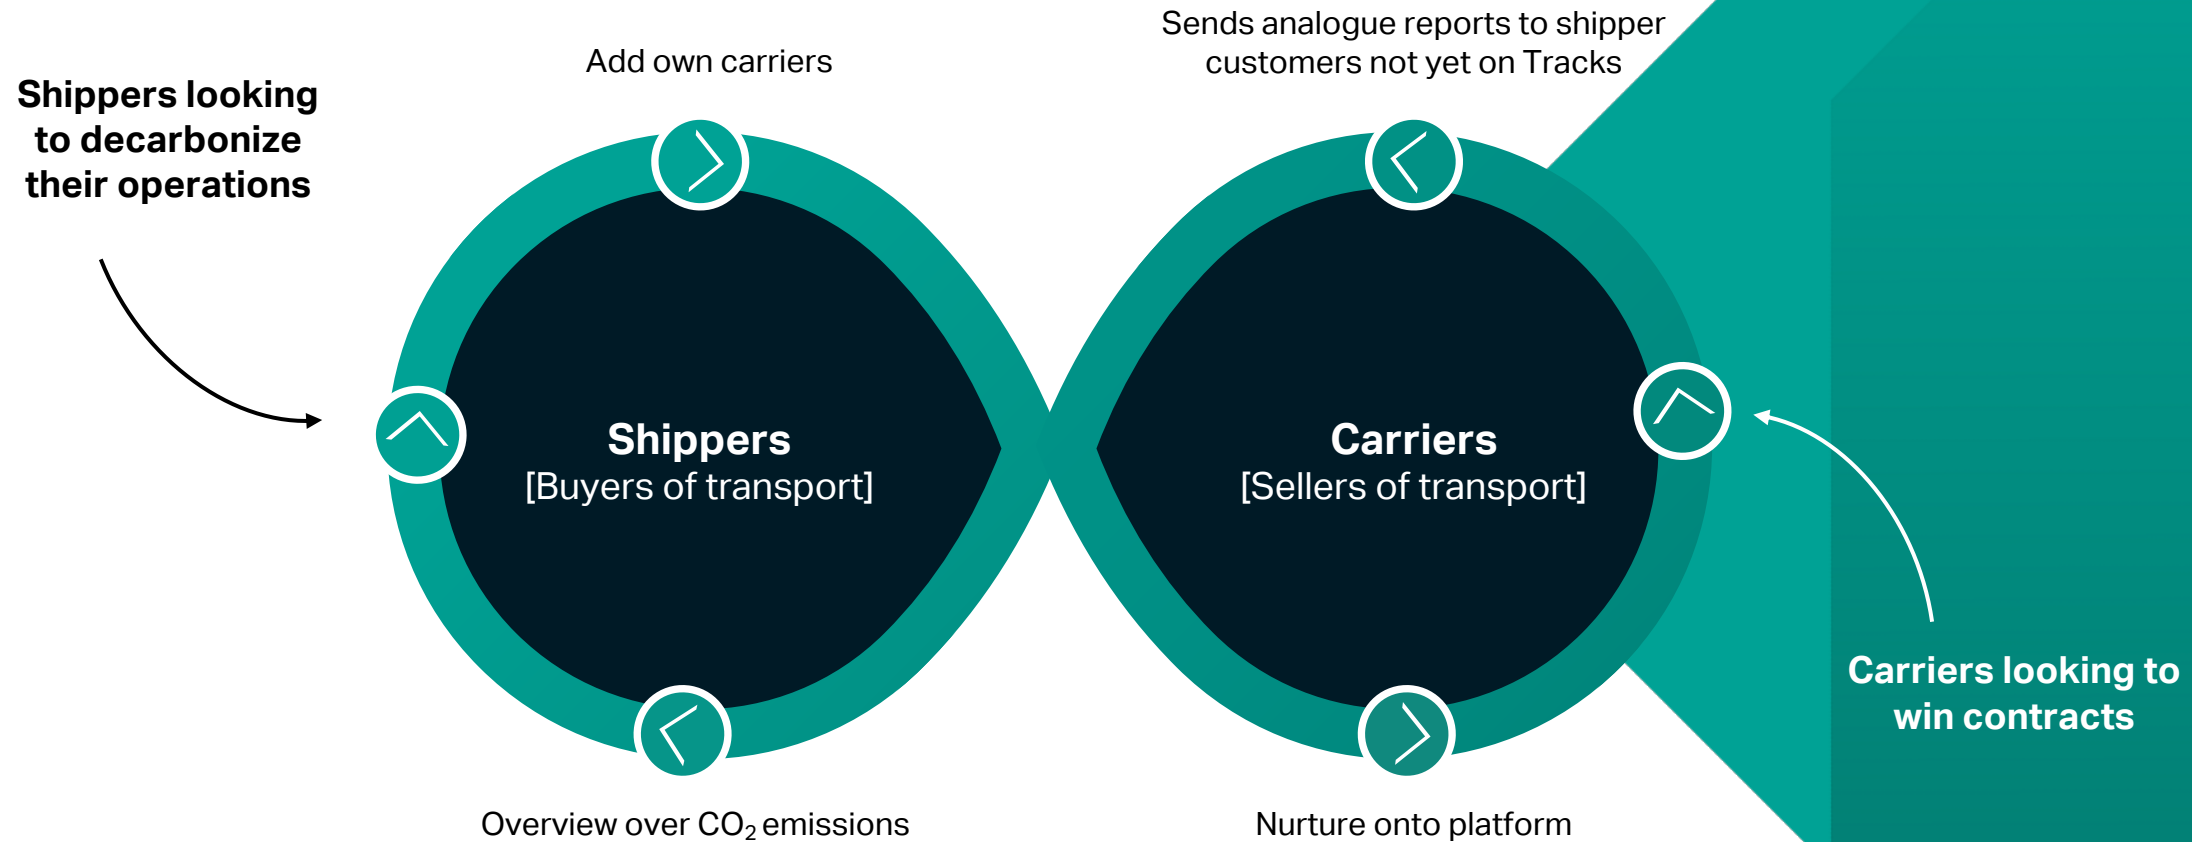 Shippers looking
to decarbonize
their operations
Add own carriers
Sends analogue reports to shipper
customers not yet on Tracks
Shippers
[Buyers of transport]
Carriers
[Sellers of transport]
Carriers looking to
win contracts
Overview over CO₂ emissions
Nurture onto platform